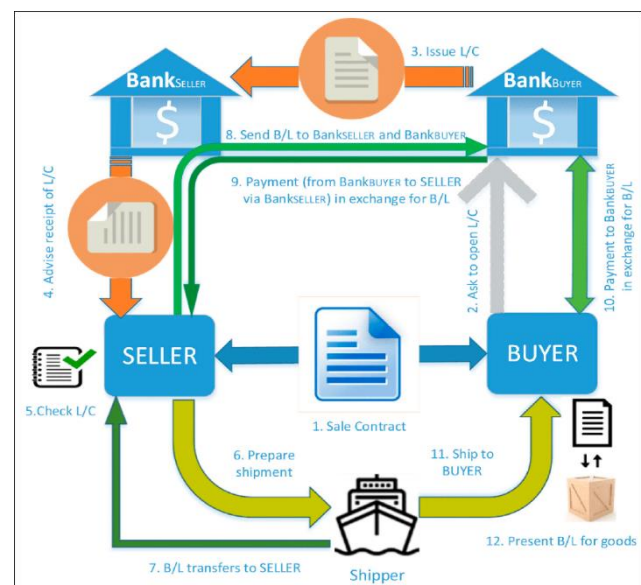 3. Issue L/C
BankSELLER
BankBUYER
$
$
8. Send B/L to BankSELLER and BankBUYER
9. Payment (from BankBUYER to SELLER
via BankSELLER) in exchange for B/L
4. Advise receipt of L/C
2. Ask to open L/C
10. Payment to BankBUYER
in exchange for B/L
SELLER
BUYER
5.Check L/C
1. Sale Contract
6. Prepare
shipment
11. Ship to
BUYER
12. Present B/L for goods
7. B/L transfers to SELLER
Shipper